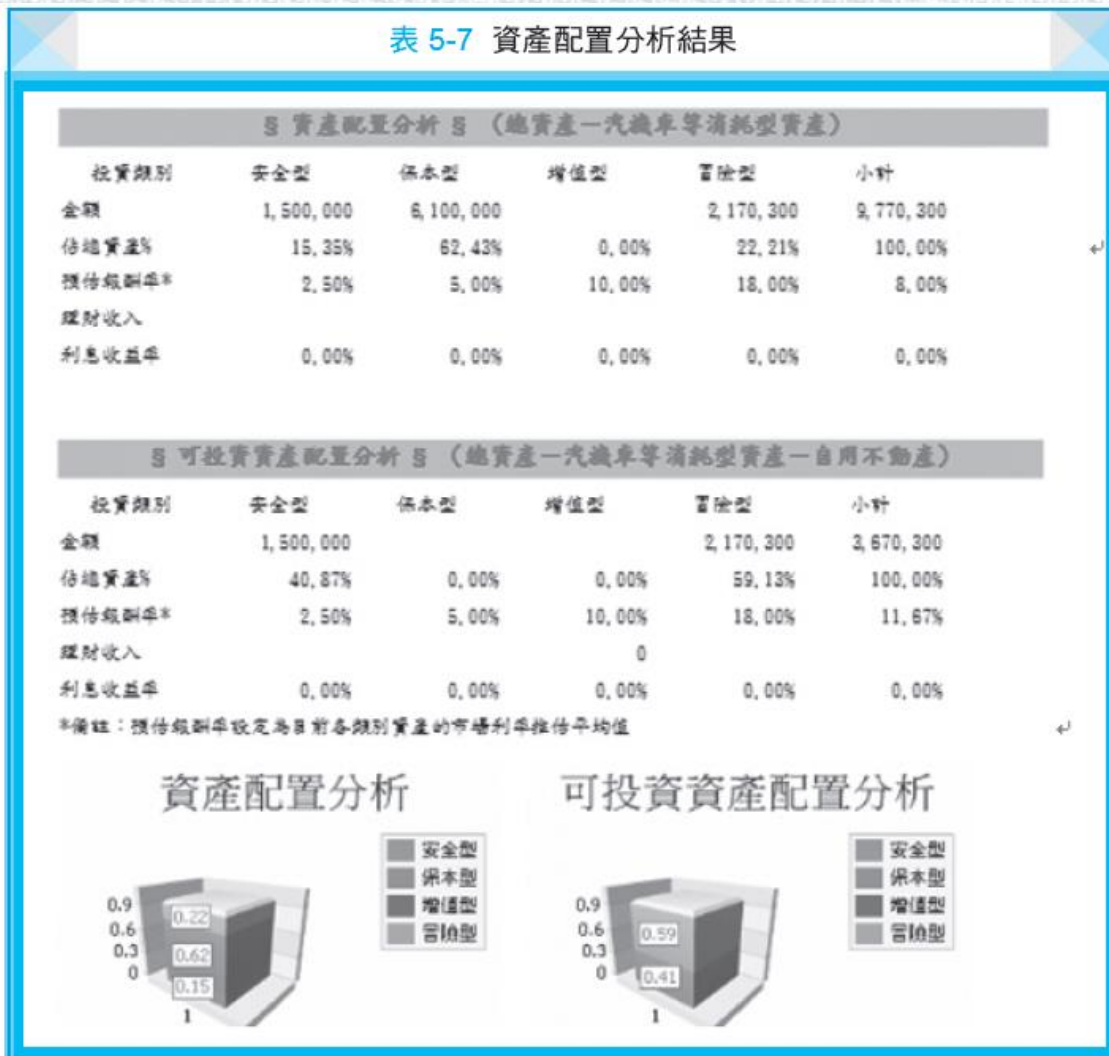 表 5-7 資產配置分析結果
§ 資產配置分析 § （總資產－汽機車等消耗型資產）
投資類別 安全型 保本型 增值型 冒險型 小計
金額 1,500,000 6,100,000 2,170,300 9,770,300
佔總資產% 15.35% 62.43% 0.00% 22.21% 100.00%
預估報酬率* 2.50% 5.00% 10.00% 18.00% 8.00%
理財收入
利息收益率 0.00% 0.00% 0.00% 0.00% 0.00%
§ 可投資資產配置分析 § （總資產－汽機車等消耗型資產－自用不動產）
投資類別 安全型 保本型 增值型 冒險型 小計
金額 1,500,000 2,170,300 3,670,300
佔總資產% 40.87% 0.00% 0.00% 59.13% 100.00%
預估報酬率* 2.50% 5.00% 10.00% 18.00% 11.67%
理財收入 0
利息收益率 0.00% 0.00% 0.00% 0.00% 0.00%
*備註：預估報酬率設定為目前各類別資產的市場利率推估平均值
資產配置分析
安全型
保本型
增值型
冒險型
0.9
0.6
0.3
0
0.22
0.62
0.15
1
可投資資產配置分析
安全型
保本型
增值型
冒險型
0.9
0.6
0.3
0
0.59
0.41
1